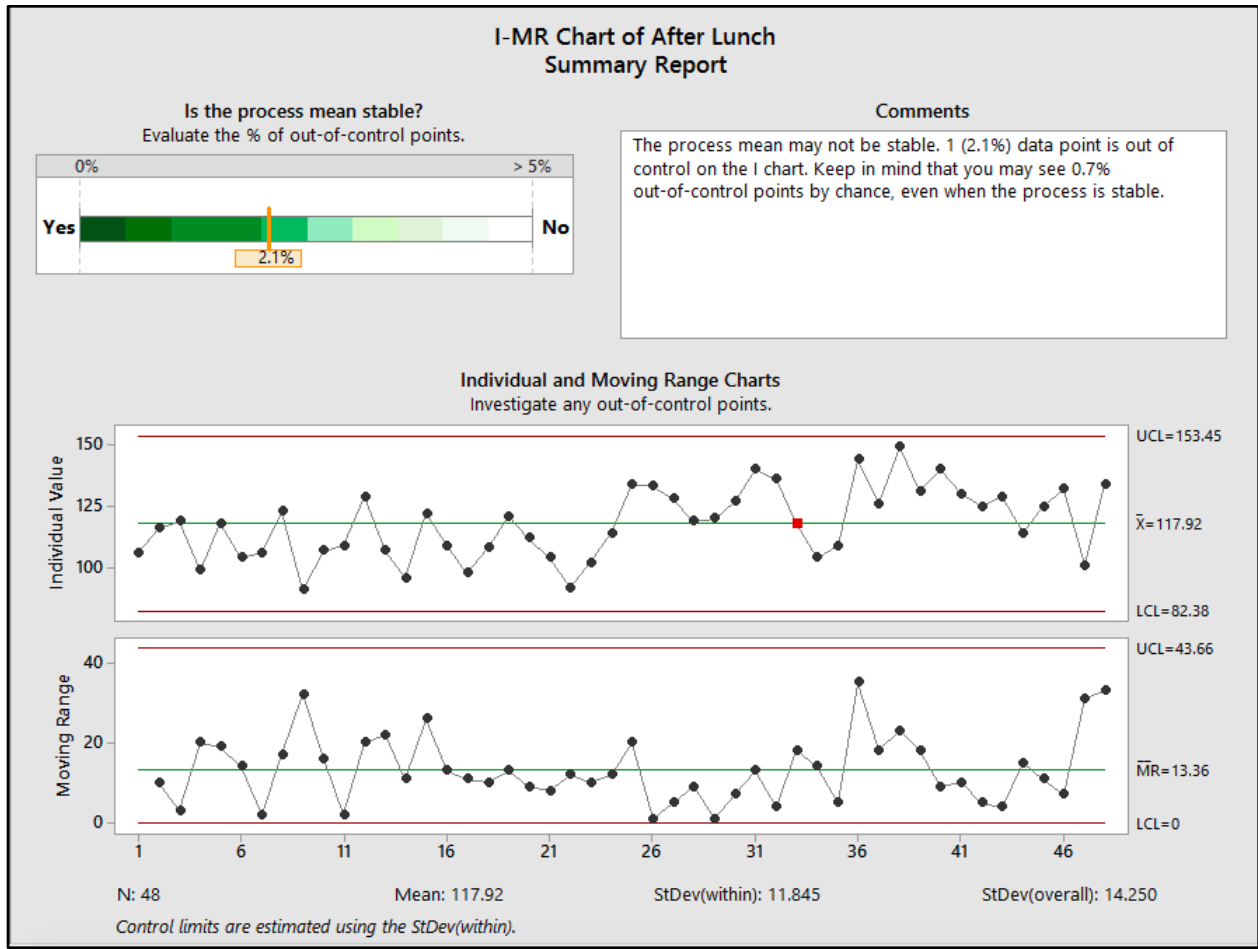 I-MR Chart of After Lunch
Summary Report
Is the process mean stable?
Evaluate the % of out-of-control points.
0%
> 5%
Yes
No
2.1%
Comments
The process mean may not be stable. 1 (2.1%) data point is out of
control on the I chart. Keep in mind that you may see 0.7%
out-of-control points by chance, even when the process is stable.
Individual and Moving Range Charts
Investigate any out-of-control points.
Individual Value
150
125
100
UCL=153.45
X̄=117.92
LCL=82.38
Moving Range
40
20
0
UCL=43.66
M̅R̅=13.36
LCL=0
1 6 11 16 21 26 31 36 41 46
N: 48 Mean: 117.92 StDev(within): 11.845 StDev(overall): 14.250
Control limits are estimated using the StDev(within).